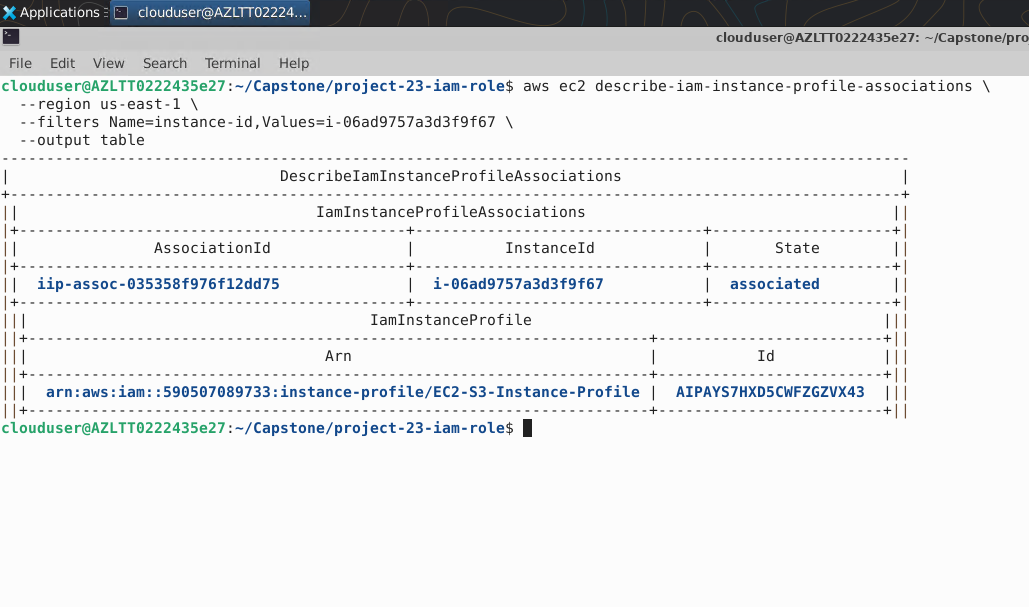 Applications
clouduser@AZLTT02224...
clouduser@AZLTT0222435e27: ~/Capstone/pro
File Edit View Search Terminal Help
clouduser@AZLTT0222435e27:~/Capstone/project-23-iam-role$ aws ec2 describe-iam-instance-profile-associations \
--region us-east-1 \
--filters Name=instance-id,Values=i-06ad9757a3d3f9f67 \
--output table
DescribeIamInstanceProfileAssociations
IamInstanceProfileAssociations
AssociationId | InstanceId | State
iip-assoc-035358f976f12dd75 | i-06ad9757a3d3f9f67 | associated
IamInstanceProfile
Arn | Id
arn:aws:iam::590507089733:instance-profile/EC2-S3-Instance-Profile | AIPAYS7HXD5CWFZGZVX43
clouduser@AZLTT0222435e27:~/Capstone/project-23-iam-role$